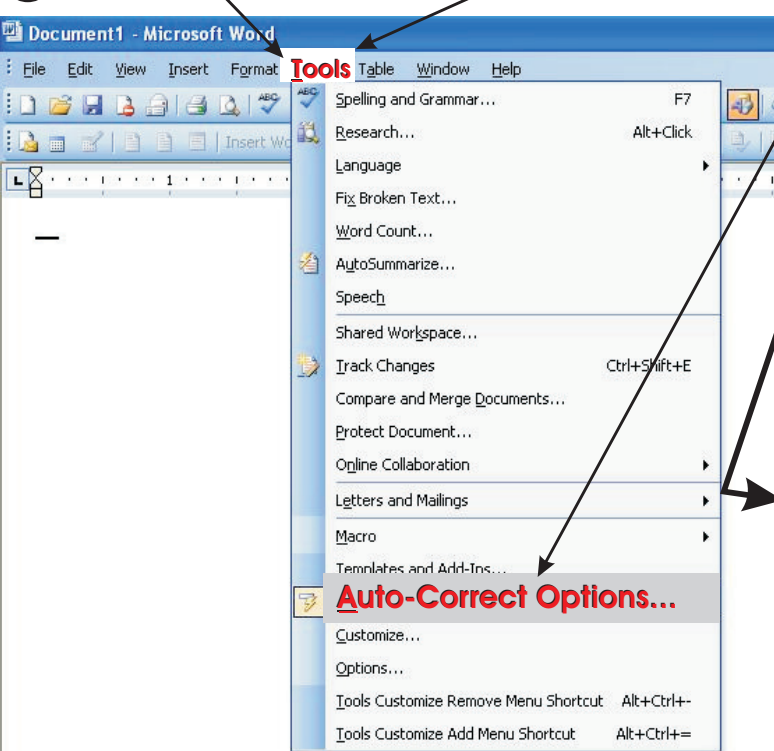 Document1 - Microsoft Word
File Edit View Insert Format Tools Table Window Help
ABC ABC Spelling and Grammar... F7
Research... Alt+Click
Insert Wo
Language
L 1
Fix Broken Text...
Word Count...
AutoSummarize...
Speech
Shared Workspace...
Track Changes Ctrl+Shift+E
Compare and Merge Documents...
Protect Document...
Online Collaboration
Letters and Mailings
Macro
Templates and Add-Ins...
Auto-Correct Options...
Customize...
Options...
Tools Customize Remove Menu Shortcut Alt+Ctrl+-
Tools Customize Add Menu Shortcut Alt+Ctrl+=